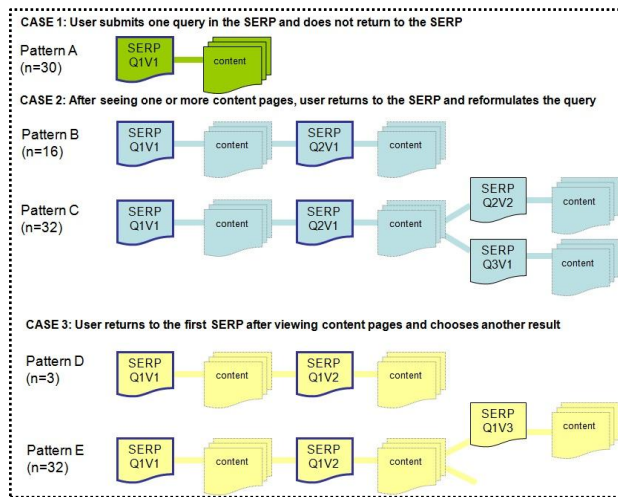 CASE 1: User submits one query in the SERP and does not return to the SERP
Pattern A
(n=30)
SERP
Q1V1
content
CASE 2: After seeing one or more content pages, user returns to the SERP and reformulates the query
Pattern B
(n=16)
SERP
Q1V1
content
SERP
Q2V1
content
Pattern C
(n=32)
SERP
Q1V1
content
SERP
Q2V1
content
SERP
Q2V2
content
SERP
Q3V1
content
CASE 3: User returns to the first SERP after viewing content pages and chooses another result
Pattern D
(n=3)
SERP
Q1V1
content
SERP
Q1V2
content
Pattern E
(n=32)
SERP
Q1V1
content
SERP
Q1V2
content
SERP
Q1V3
content